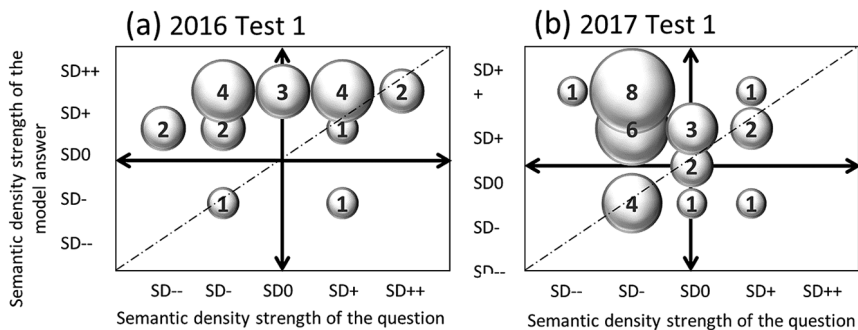 (a) 2016 Test 1
Semantic density strength of the
model answer
SD++
SD+
SD0
SD-
SD--
4
3
4
2
2
2
1
1
1
SD--
SD-
SD0
SD+
SD++
Semantic density strength of the question
(b) 2017 Test 1
SD+
+
SD+
SD0
SD-
SD--
1
8
1
6
3
2
2
4
1
1
SD--
SD-
SD0
SD+
SD++
Semantic density strength of the question